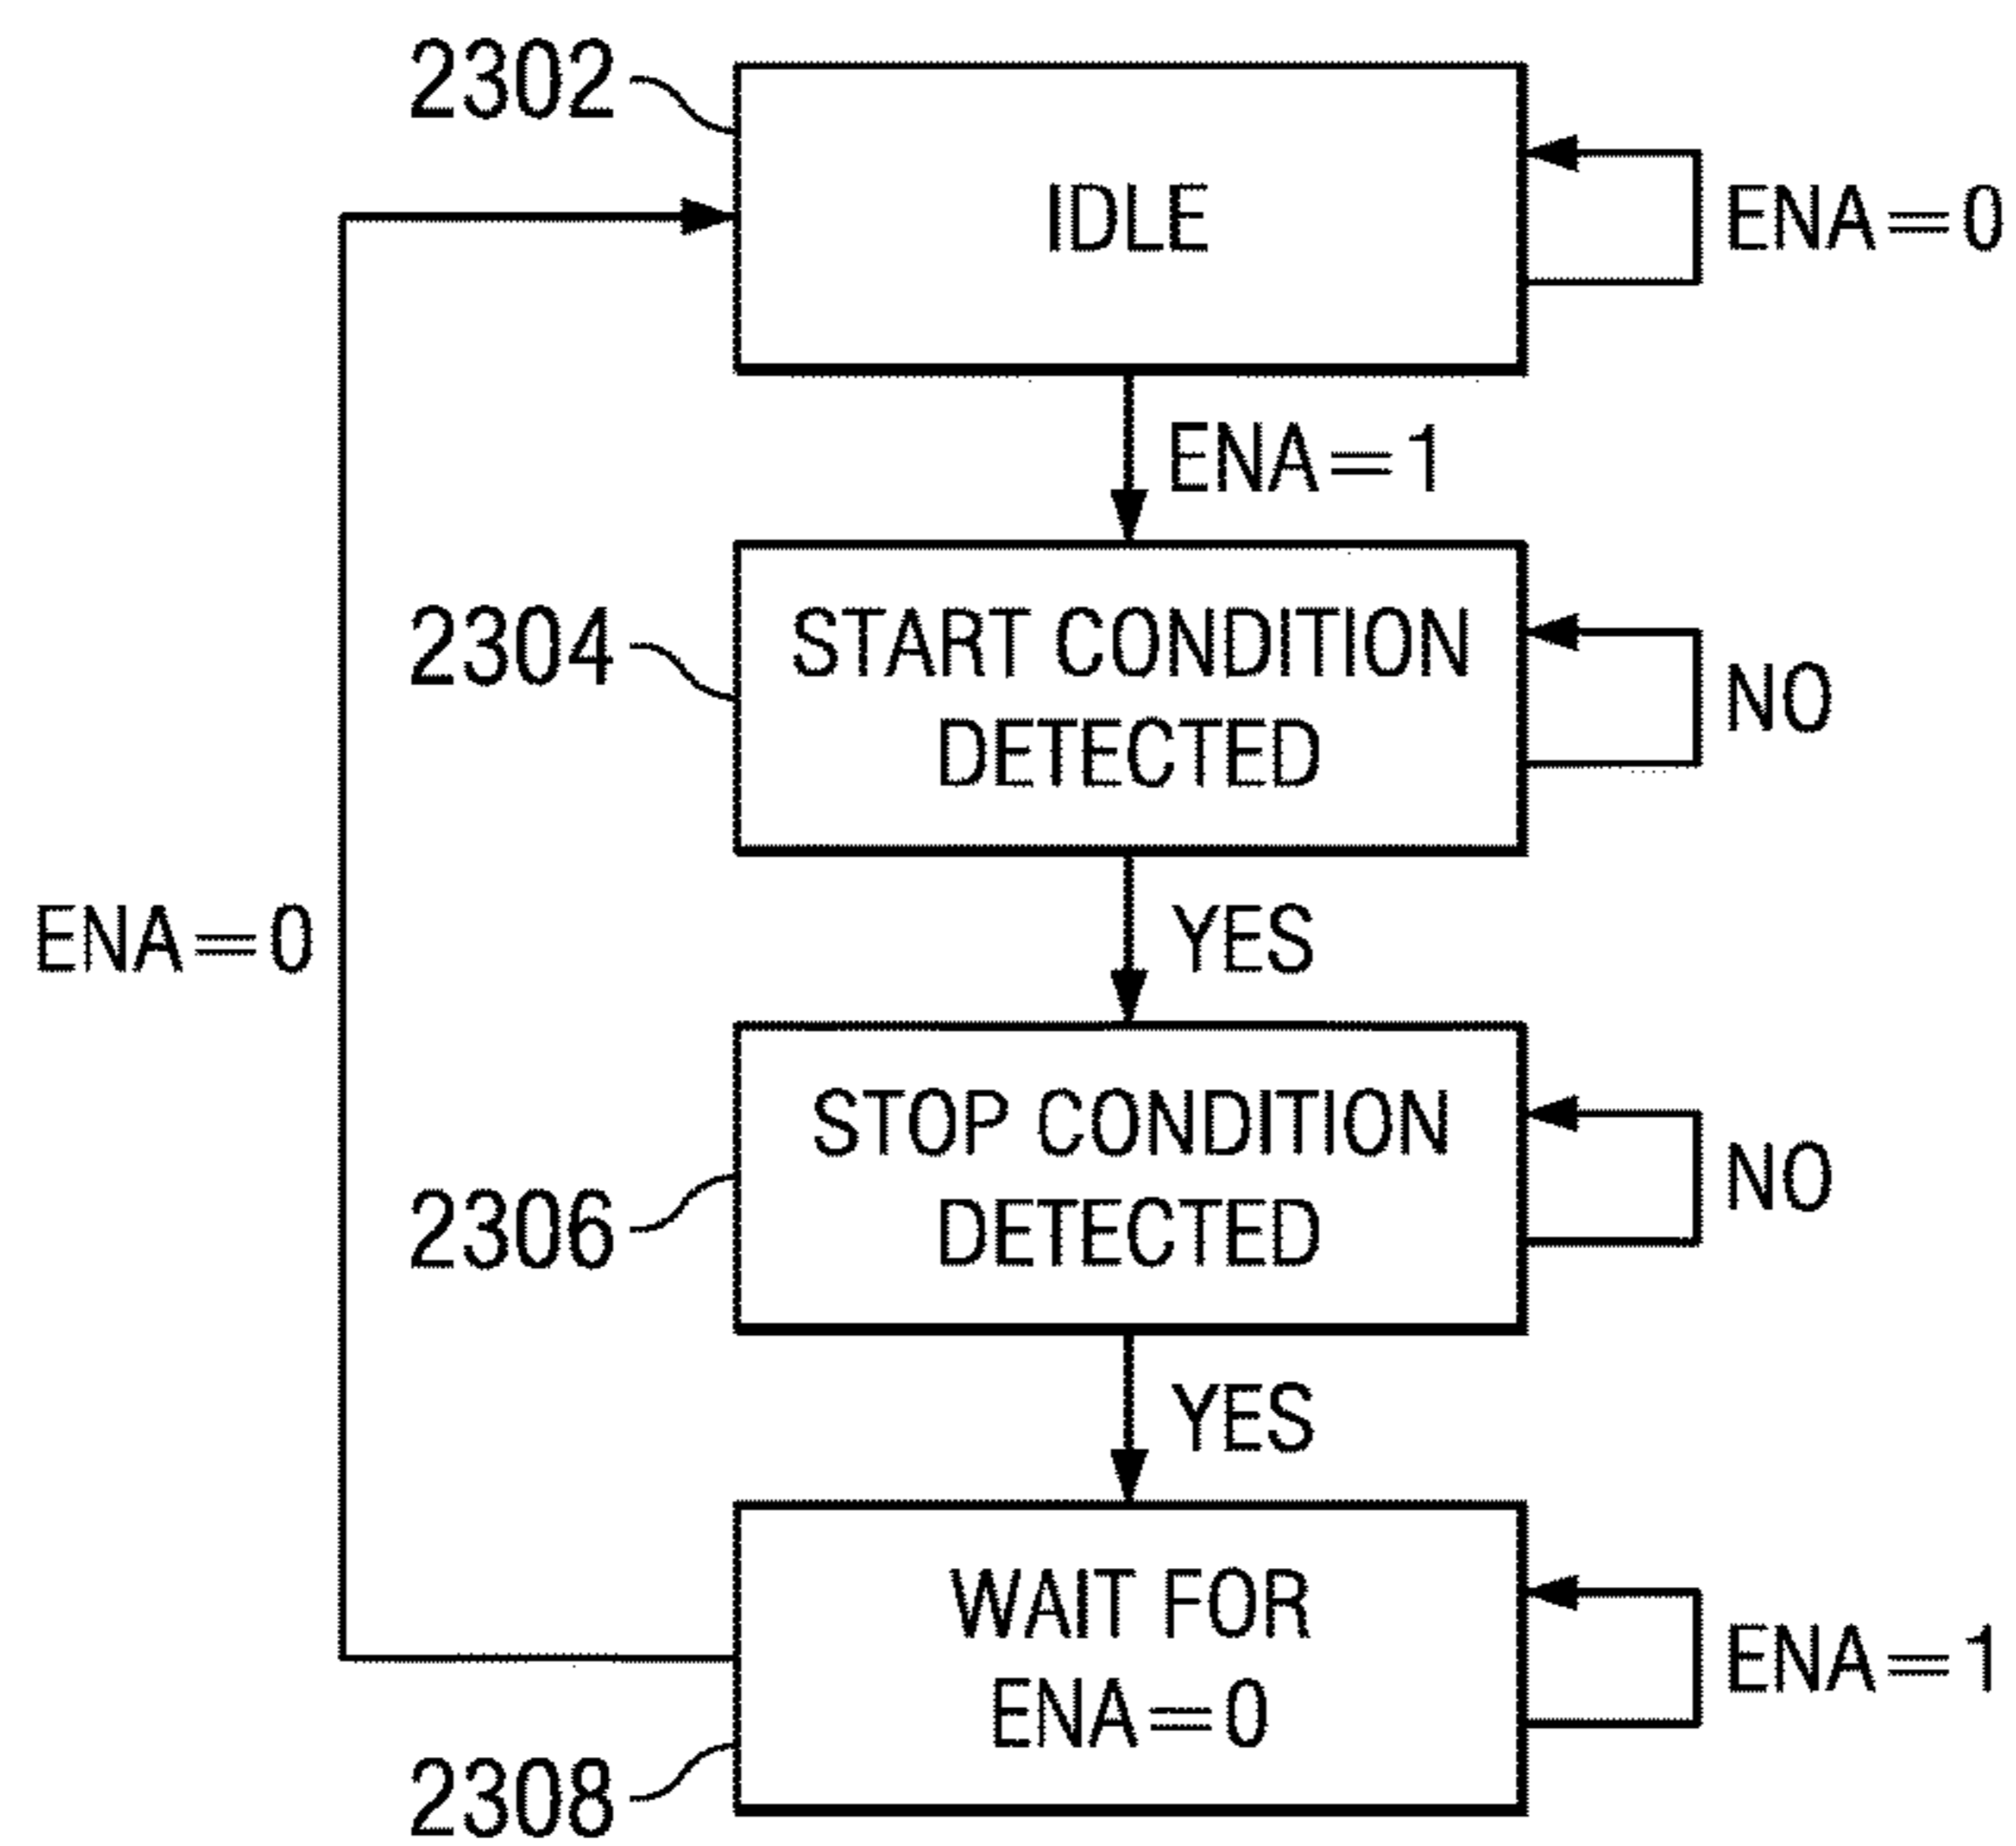 2302
IDLE
ENA=0
ENA=1
2304
START CONDITION
DETECTED
NO
ENA=0
YES
2306
STOP CONDITION
DETECTED
NO
YES
2308
WAIT FOR
ENA=0
ENA=1